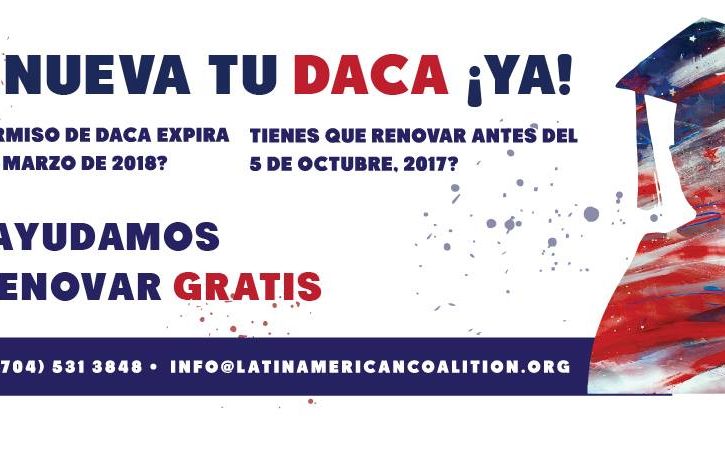 NUEVA TU DACA ¡YA!
RMISO DE DACA EXPIRA
MARZO DE 2018?
TIENES QUE RENOVAR ANTES DEL
5 DE OCTUBRE, 2017?
AYUDAMOS
ENOVAR GRATIS
704) 531 3848 • INFO@LATINAMERICANCOALITION.ORG